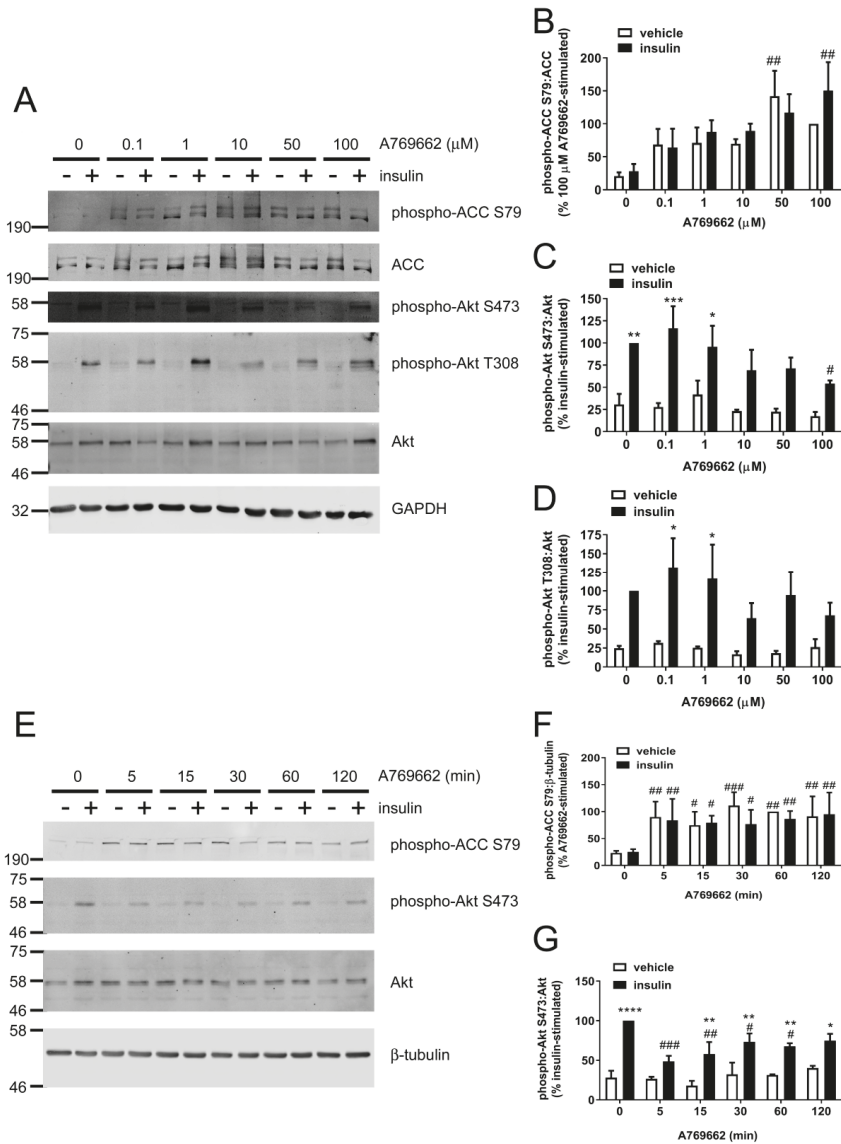 A
0 0.1 1 10 50 100 A769662 (μM)
- + - + - + - + - + - + insulin
phospho-ACC S79
190
ACC
190
58 phospho-Akt S473
75
58 phospho-Akt T308
46
75
58 Akt
46
32 GAPDH
B
vehicle
insulin
phospho-ACC S79:ACC
(% 100 μM A769662-stimulated)
200
150
100
50
0
## ##
0 0.1 1 10 50 100
A769662 (μM)
C
vehicle
insulin
phospho-Akt S473:Akt
(% insulin-stimulated)
150
125
100
75
50
25
0
** *** * #
0 0.1 1 10 50 100
A769662 (μM)
D
vehicle
insulin
phospho-Akt T308:Akt
(% insulin-stimulated)
175
150
125
100
75
50
25
0
* *
0 0.1 1 10 50 100
A769662 (μM)
E
0 5 15 30 60 120 A769662 (min)
- + - + - + - + - + - + insulin
phospho-ACC S79
190
75
58 phospho-Akt S473
46
75
58 Akt
46
58
β-tubulin
46
F
vehicle
insulin
phospho-ACC S79:β-tubulin
(% A769662-stimulated)
200
150
100
50
0
## ## # # ### # ## ## ## ##
0 5 15 30 60 120
A769662 (min)
G
vehicle
insulin
phospho-Akt S473:Akt
(% insulin-stimulated)
150
100
50
0
**** ** ** ** *
### ## # #
0 5 15 30 60 120
A769662 (min)